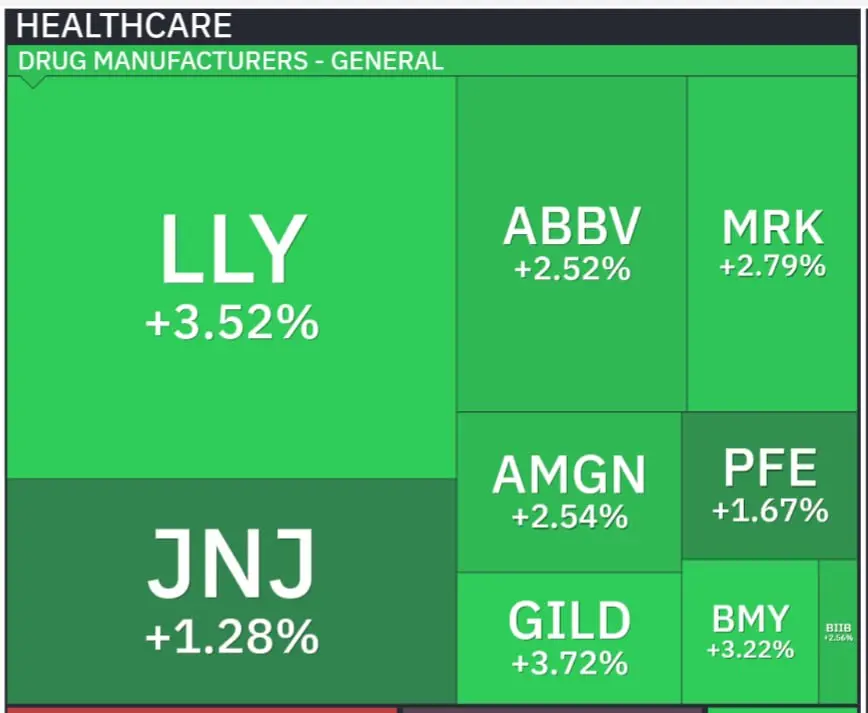 HEALTHCARE
DRUG MANUFACTURERS - GENERAL
LLY
+3.52%
JNJ
+1.28%
ABBV
+2.52%
MRK
+2.79%
AMGN
+2.54%
PFE
+1.67%
GILD
+3.72%
BMY
+3.22%
BIIB
+2.56%